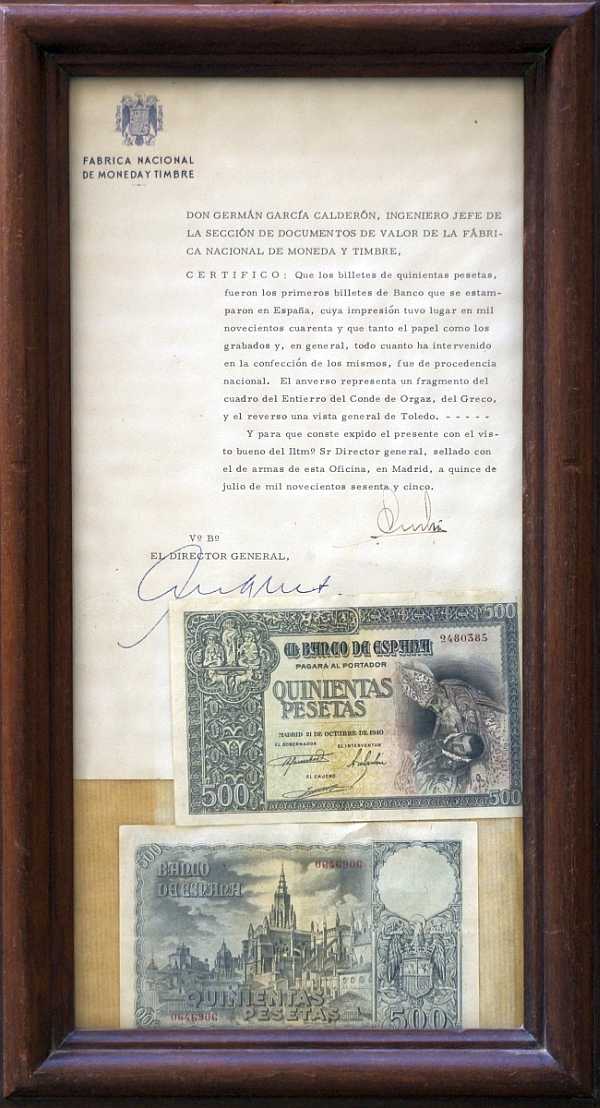 FABRICA NACIONAL
DE MONEDA Y TIMBRE
DON GERMÁN GARCÍA CALDERÓN, INGENIERO JEFE DE
LA SECCIÓN DE DOCUMENTOS DE VALOR DE LA FÁBRI-
CA NACIONAL DE MONEDA Y TIMBRE,
CERTIFICO: Que los billetes de quinientas pesetas,
fueron los primeros billetes de Banco que se estam-
paron en España, cuya impresión tuvo lugar en mil
novecientos cuarenta y que tanto el papel como los
grabados y, en general, todo cuanto ha intervenido
en la confección de los mismos, fue de procedencia
nacional. El anverso representa un fragmento del
cuadro del Entierro del Conde de Orgaz, del Greco,
y el reverso una vista general de Toledo. - - - - -
Y para que conste expido el presente con el vis-
to bueno del Iltmº Sr Director general, sellado con
el de armas de esta Oficina, en Madrid, a quince de
julio de mil novecientos sesenta y cinco.
Vº Bº
EL DIRECTOR GENERAL,
500
EL BANCO DE ESPAÑA
2480385
PAGARÁ AL PORTADOR
QUINIENTAS
PESETAS
MADRID 21 DE OCTUBRE DE 1940
EL GOBERNADOR EL INTERVENTOR
EL CAJERO
500
500
500
BANCO
DE ESPAÑA
0646906
QUINIENTAS
PESETAS
0646906
500